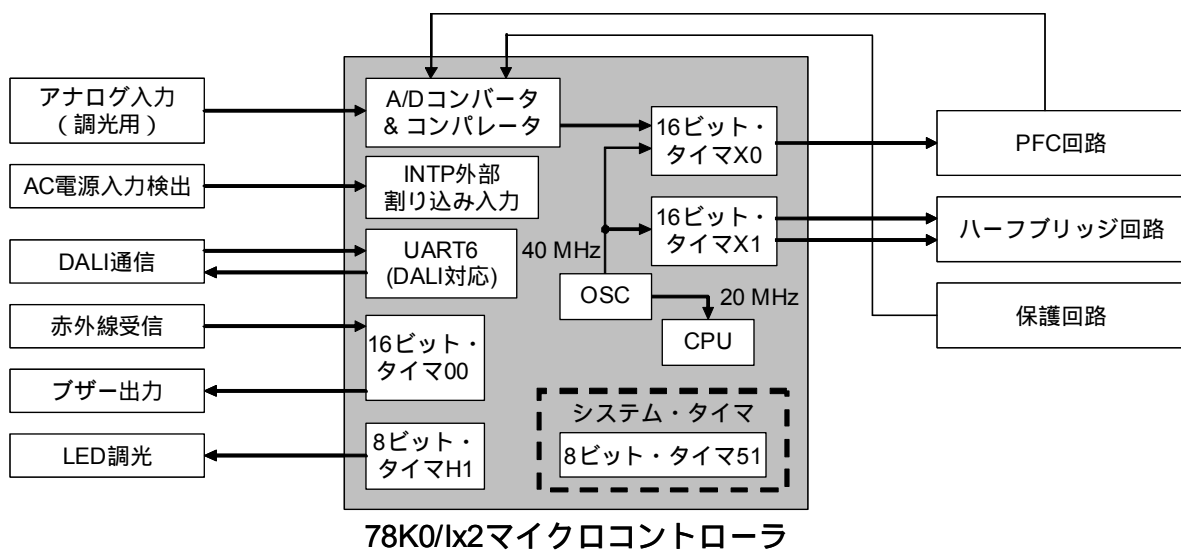 アナログ入力
（調光用）
AC電源入力検出
DALI通信
赤外線受信
ブザー出力
LED調光
A/Dコンバータ
& コンパレータ
INTP外部
割り込み入力
UART6
(DALI対応)
16ビット・
タイマ00
8ビット・
タイマH1
16ビット・
タイマX0
16ビット・
タイマX1
40 MHz
OSC
20 MHz
CPU
システム・タイマ
8ビット・タイマ51
PFC回路
ハーフブリッジ回路
保護回路
78K0/Ix2マイクロコントローラ